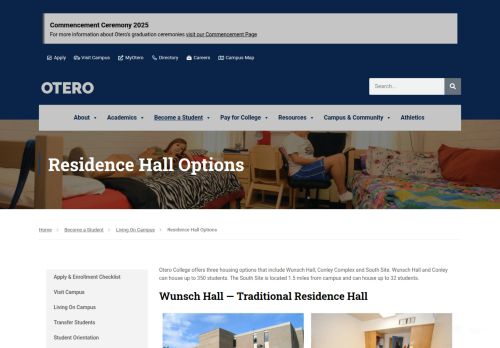 Commencement Ceremony 2025
For more information about Otero's graduation ceremonies visit our Commencement Page
Apply Visit Campus MyOtero Directory Careers Campus Map
OTERO
Search...
About Academics Become a Student Pay for College Resources Campus & Community Athletics
Residence Hall Options
Home Become a Student Living On Campus Residence Hall Options
Otero College offers three housing options that include Wunsch Hall, Conley Complex and South Site. Wunsch Hall and Conley
can house up to 350 students. The South Site is located 1.5 miles from campus and can house up to 32 students.
Apply & Enrollment Checklist
Visit Campus
Living On Campus
Transfer Students
Student Orientation
Wunsch Hall — Traditional Residence Hall